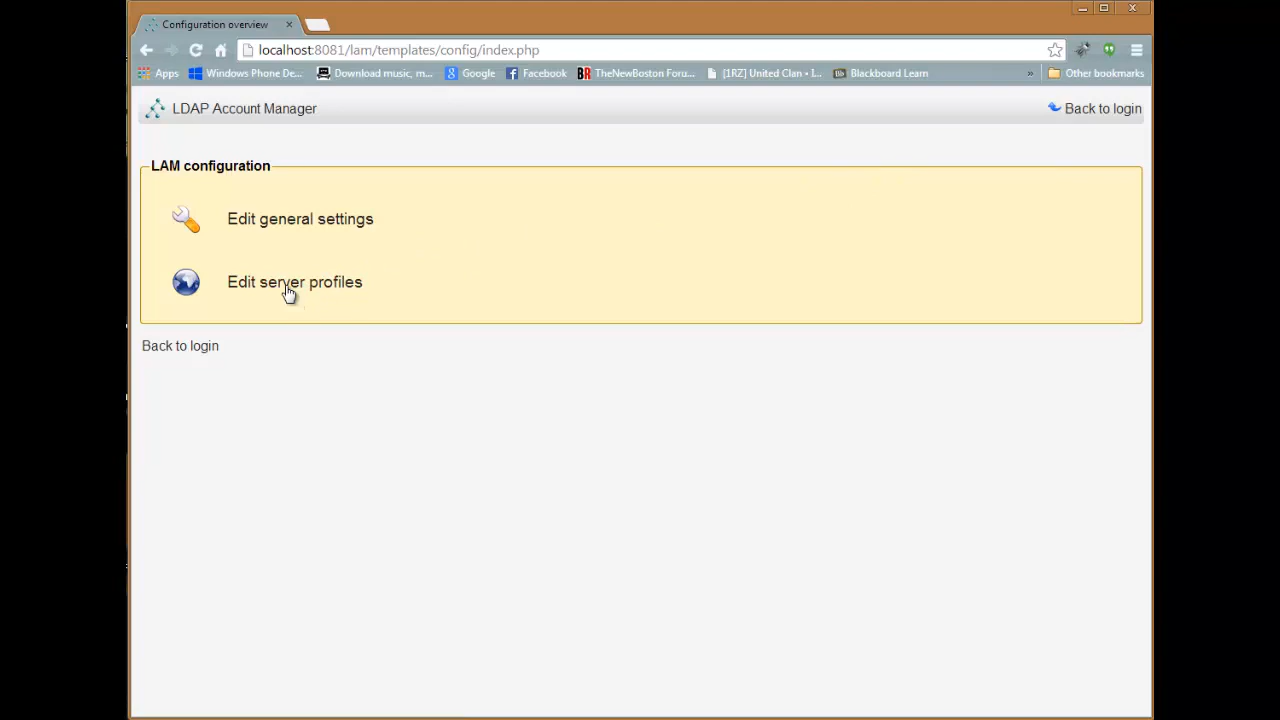 Configuration overview
localhost:8081/lam/templates/config/index.php
Apps Windows Phone De... Download music, m... Google Facebook TheNewBoston Foru... [1RZ] United Clan - I... Blackboard Learn » Other bookmarks
LDAP Account Manager Back to login
LAM configuration
Edit general settings
Edit server profiles
Back to login